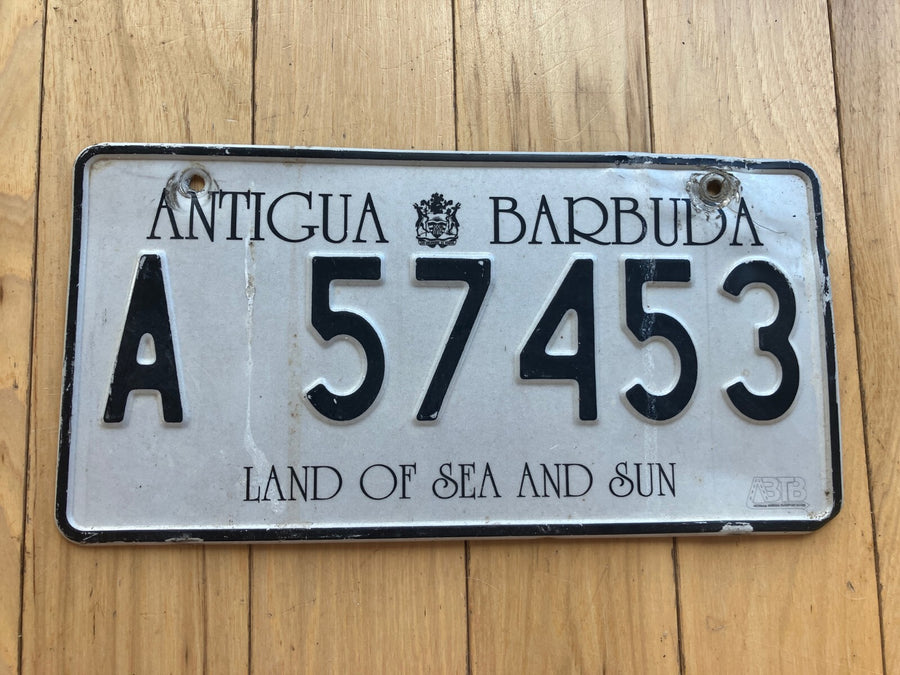 ANTIGUA BARBUDA
A 57453
LAND OF SEA AND SUN
ABTB